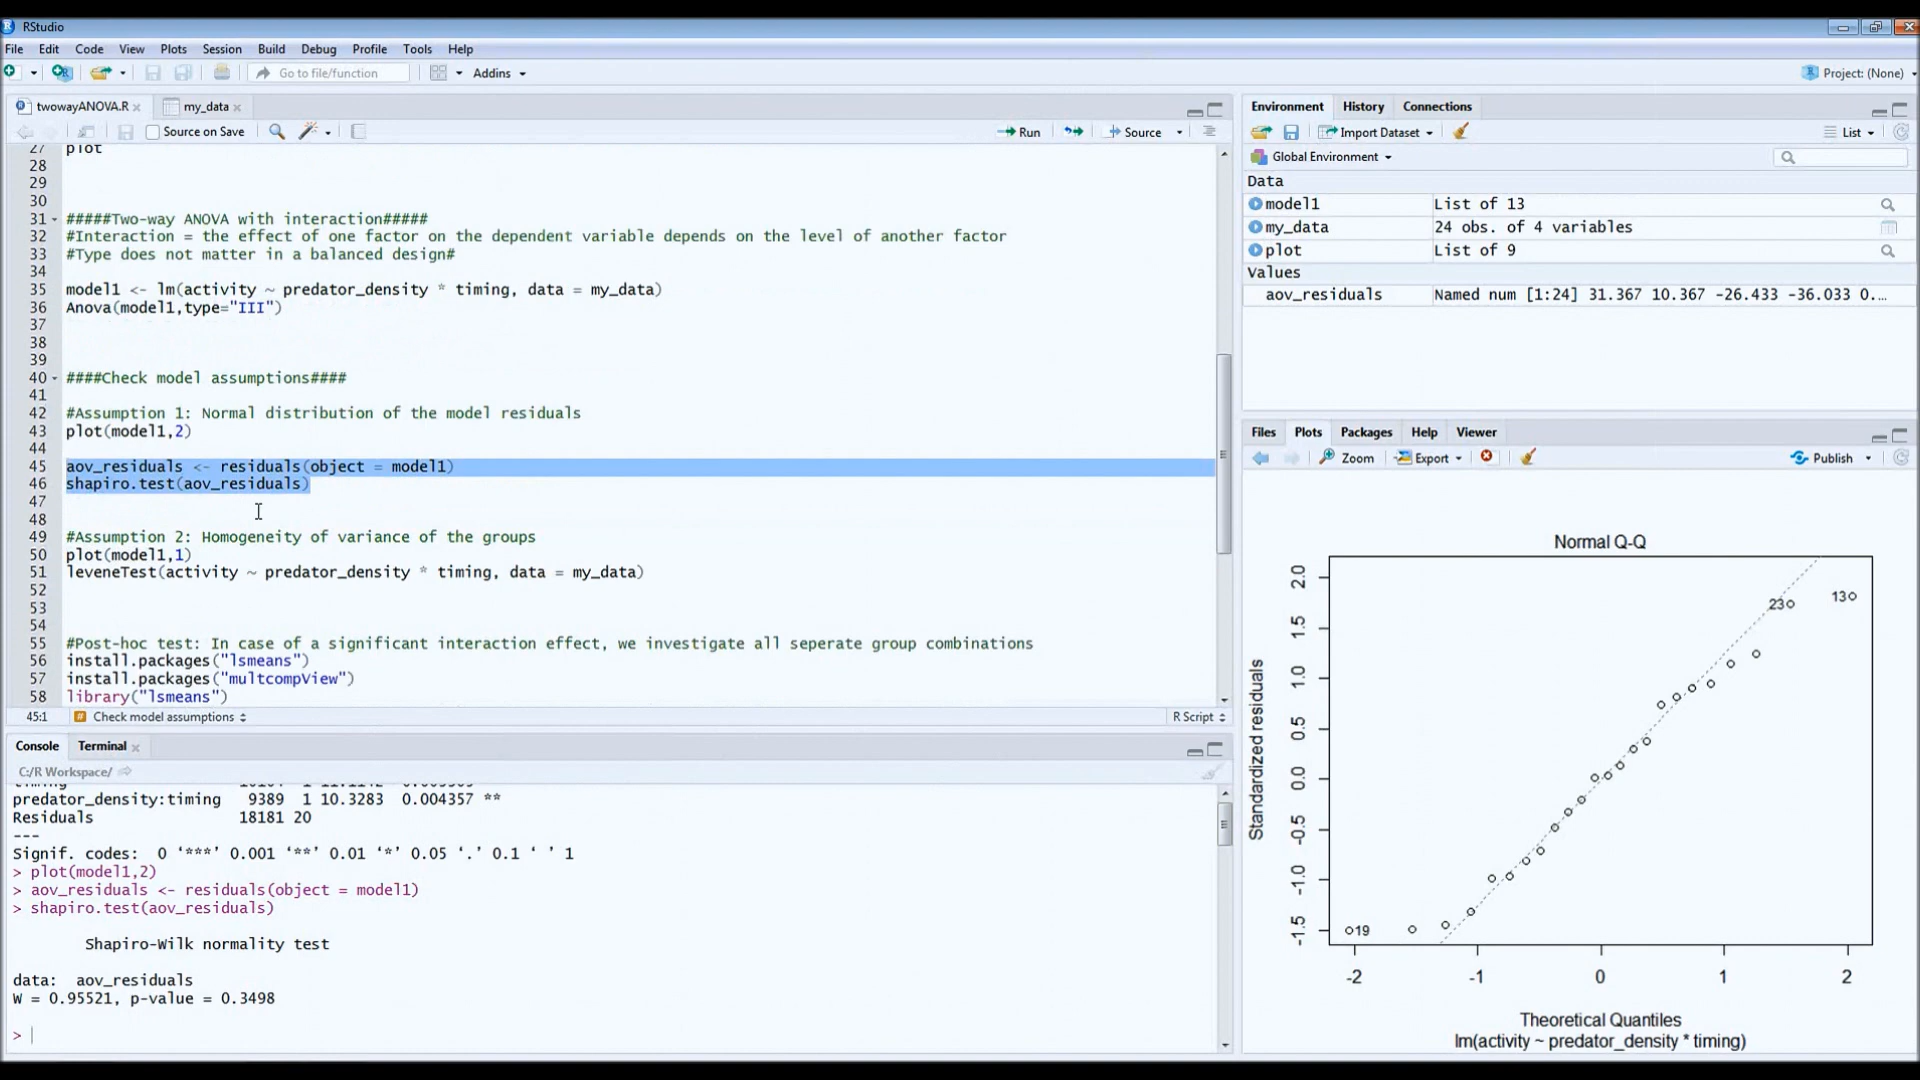 RStudio
File Edit Code View Plots Session Build Debug Profile Tools Help
Go to file/function Addins Project: (None)
twowayANOVA.R my_data
Source on Save Run Source
27 plot
28
29
30
31 #####Two-way ANOVA with interaction#####
32 #Interaction = the effect of one factor on the dependent variable depends on the level of another factor
33 #Type does not matter in a balanced design#
34
35 model1 <- lm(activity ~ predator_density * timing, data = my_data)
36 Anova(model1,type="III")
37
38
39
40 ####Check model assumptions####
41
42 #Assumption 1: Normal distribution of the model residuals
43 plot(model1,2)
44
45 aov_residuals <- residuals(object = model1)
46 shapiro.test(aov_residuals)
47
48
49 #Assumption 2: Homogeneity of variance of the groups
50 plot(model1,1)
51 leveneTest(activity ~ predator_density * timing, data = my_data)
52
53
54
55 #Post-hoc test: In case of a significant interaction effect, we investigate all seperate group combinations
56 install.packages("lsmeans")
57 install.packages("multcompView")
58 library("lsmeans")
45:1 # Check model assumptions R Script
Console Terminal
C:/R Workspace/
predator_density:timing 9389 1 10.3283 0.004357 **
Residuals 18181 20
---
Signif. codes: 0 ‘***’ 0.001 ‘**’ 0.01 ‘*’ 0.05 ‘.’ 0.1 ‘ ’ 1
> plot(model1,2)
> aov_residuals <- residuals(object = model1)
> shapiro.test(aov_residuals)
Shapiro-Wilk normality test
data: aov_residuals
W = 0.95521, p-value = 0.3498
>
Environment History Connections
Import Dataset List
Global Environment
Data
model1 List of 13
my_data 24 obs. of 4 variables
plot List of 9
Values
aov_residuals Named num [1:24] 31.367 10.367 -26.433 -36.033 0.…
Files Plots Packages Help Viewer
Zoom Export Publish
Normal Q-Q
Standardized residuals
2.0
1.5
1.0
0.5
0.0
-0.5
-1.0
-1.5
23
13
19
-2 -1 0 1 2
Theoretical Quantiles
lm(activity ~ predator_density * timing)